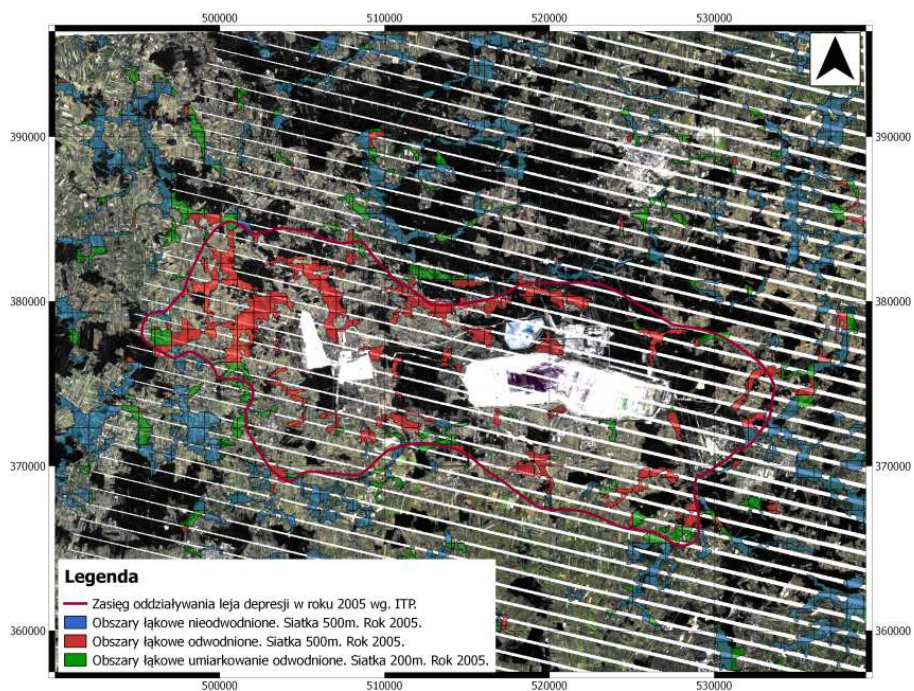 500000 510000 520000 530000
390000 390000
380000 380000
370000 370000
Legenda
Zasięg oddziaływania leja depresji w roku 2005 wg. ITP.
Obszary łąkowe nieodwodnione. Siatka 500m. Rok 2005.
Obszary łąkowe odwodnione. Siatka 500m. Rok 2005.
Obszary łąkowe umiarkowanie odwodnione. Siatka 200m. Rok 2005.
360000 360000
500000 510000 520000 530000